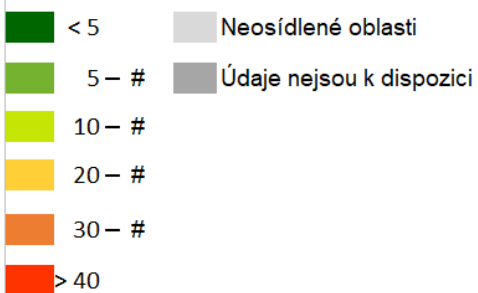 < 5
5 – #
10 – #
20 – #
30 – #
> 40
Neosídlené oblasti
Údaje nejsou k dispozici